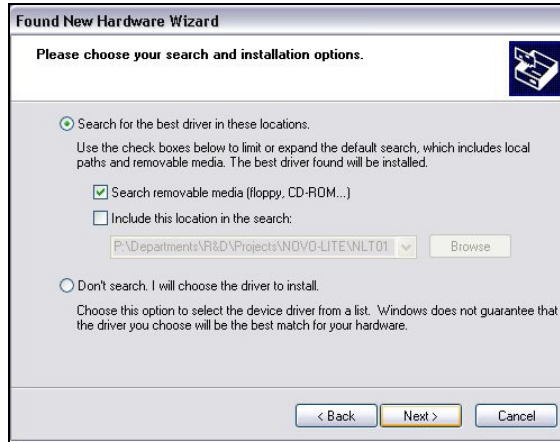 Found New Hardware Wizard
Please choose your search and installation options.
Search for the best driver in these locations.
Use the check boxes below to limit or expand the default search, which includes local
paths and removable media. The best driver found will be installed.
Search removable media (floppy, CD-ROM...)
Include this location in the search:
P:\Departments\R&D\Projects\NOVO-LITE\NLT01
Browse
Don't search. I will choose the driver to install.
Choose this option to select the device driver from a list. Windows does not guarantee that
the driver you choose will be the best match for your hardware.
< Back
Next >
Cancel